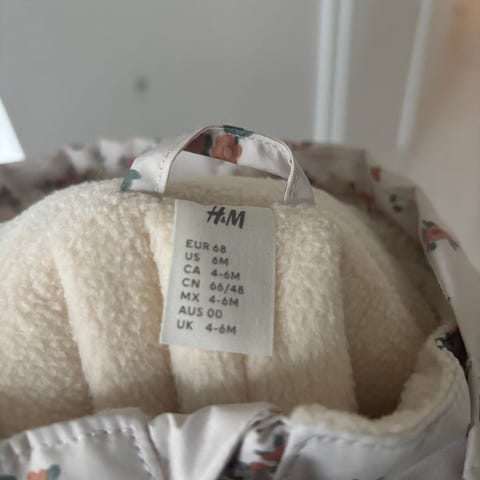 H&M
EUR 68
US 6M
CA 4-6M
CN 66/48
MX 4-6M
AUS 00
UK 4-6M